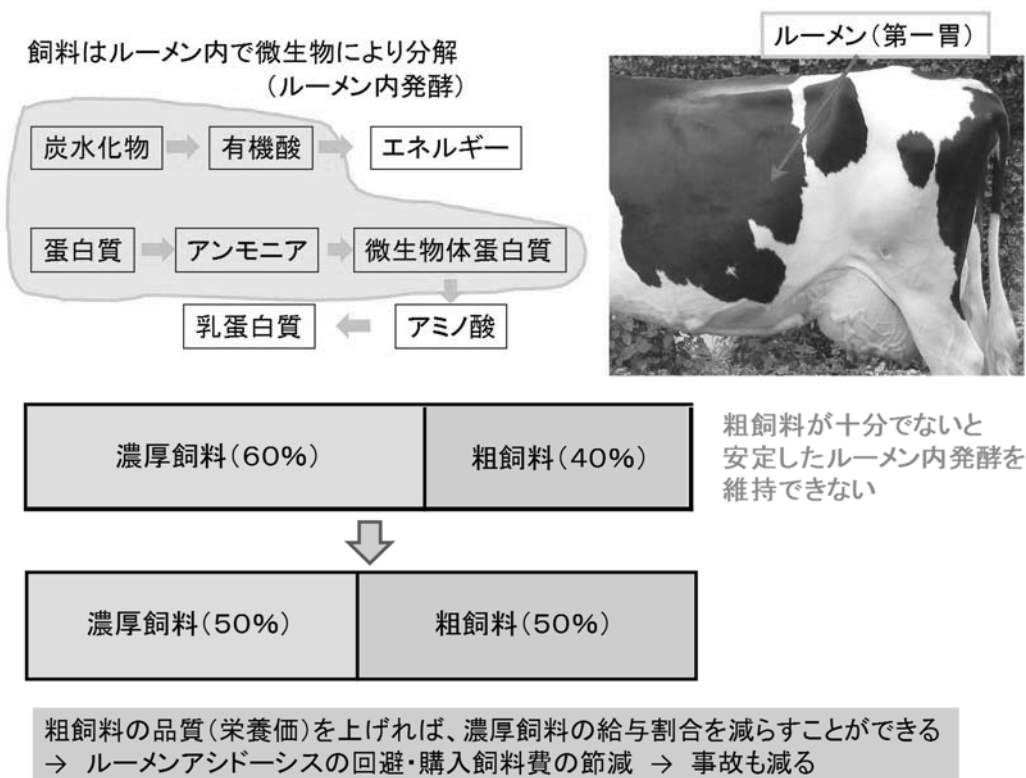 飼料はルーメン内で微生物により分解
(ルーメン内発酵)
ルーメン(第一胃)
炭水化物
有機酸
エネルギー
蛋白質
アンモニア
微生物体蛋白質
乳蛋白質
アミノ酸
濃厚飼料(60%)
粗飼料(40%)
粗飼料が十分でないと
安定したルーメン内発酵を
維持できない
濃厚飼料(50%)
粗飼料(50%)
粗飼料の品質(栄養価)を上げれば、濃厚飼料の給与割合を減らすことができる
→ ルーメンアシドーシスの回避・購入飼料費の節減 → 事故も減る